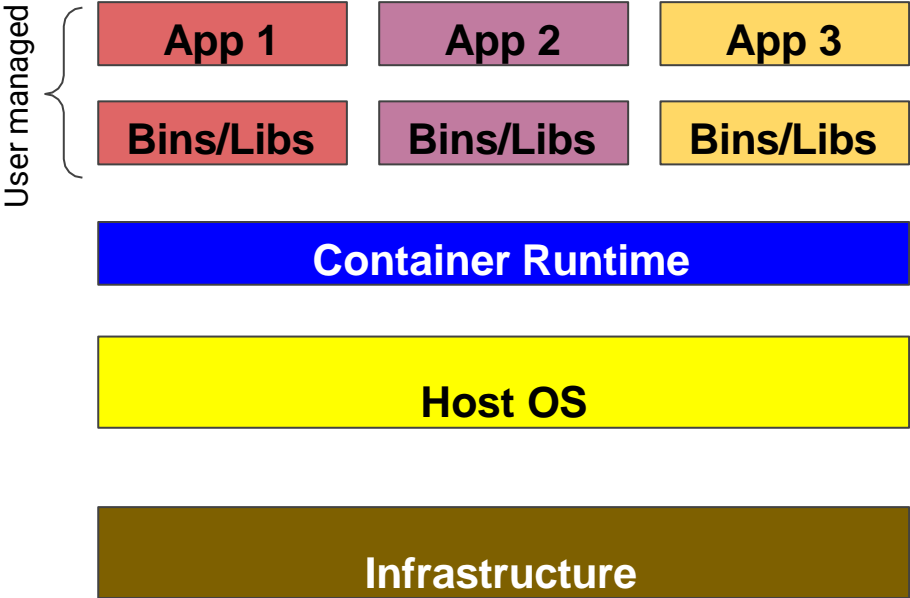 User managed
App 1
App 2
App 3
Bins/Libs
Bins/Libs
Bins/Libs
Container Runtime
Host OS
Infrastructure